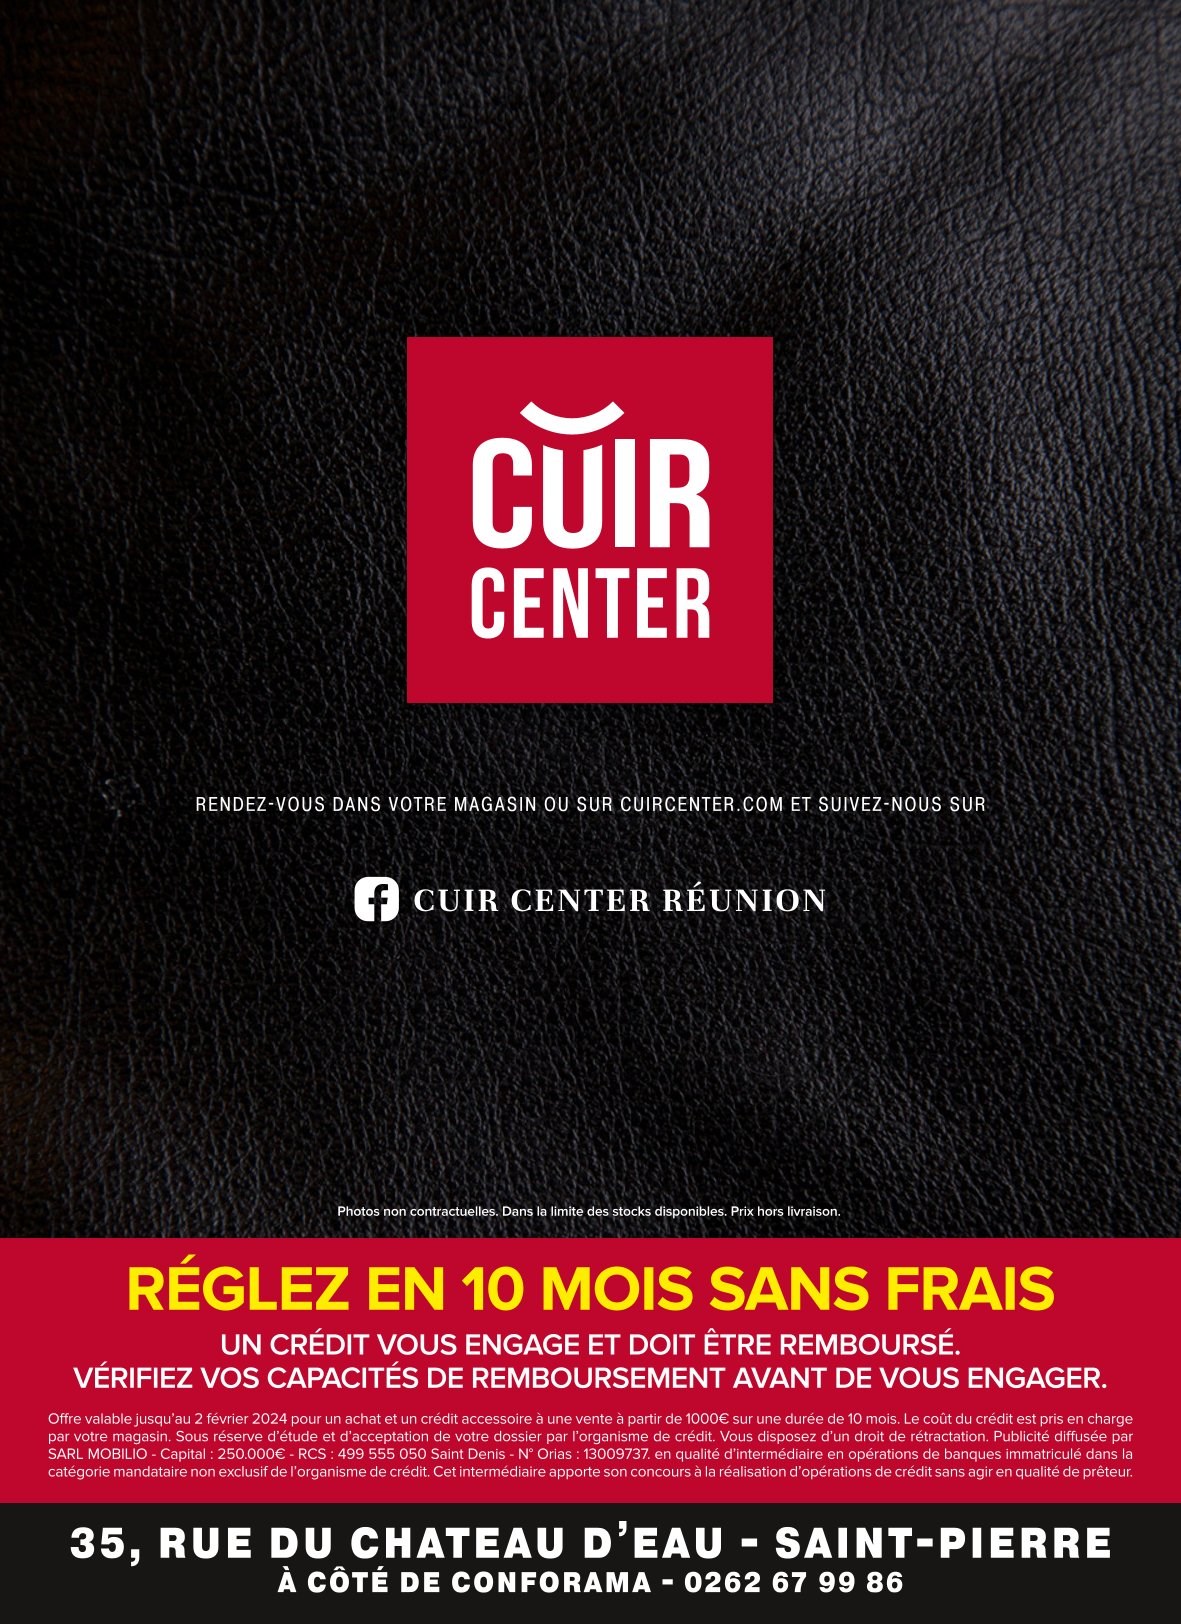 CUIR
CENTER
RENDEZ-VOUS DANS VOTRE MAGASIN OU SUR CUIRCENTER.COM ET SUIVEZ-NOUS SUR
CUIR CENTER RÉUNION
Photos non contractuelles. Dans la limite des stocks disponibles. Prix hors livraison.
RÉGLEZ EN 10 MOIS SANS FRAIS
UN CRÉDIT VOUS ENGAGE ET DOIT ÊTRE REMBOURSÉ.
VÉRIFIEZ VOS CAPACITÉS DE REMBOURSEMENT AVANT DE VOUS ENGAGER.
Offre valable jusqu'au 2 février 2024 pour un achat et un crédit accessoire à une vente à partir de 1000€ sur une durée de 10 mois. Le coût du crédit est pris en charge
par votre magasin. Sous réserve d'étude et d'acceptation de votre dossier par l'organisme de crédit. Vous disposez d'un droit de rétractation. Publicité diffusée par
SARL MOBILIO - Capital : 250.000€ - RCS : 499 555 050 Saint Denis - N° Orias : 13009737. en qualité d'intermédiaire en opérations de banques immatriculé dans la
catégorie mandataire non exclusif de l'organisme de crédit. Cet intermédiaire apporte son concours à la réalisation d'opérations de crédit sans agir en qualité de prêteur.
35, RUE DU CHATEAU D'EAU - SAINT-PIERRE
À CÔTÉ DE CONFORAMA - 0262 67 99 86